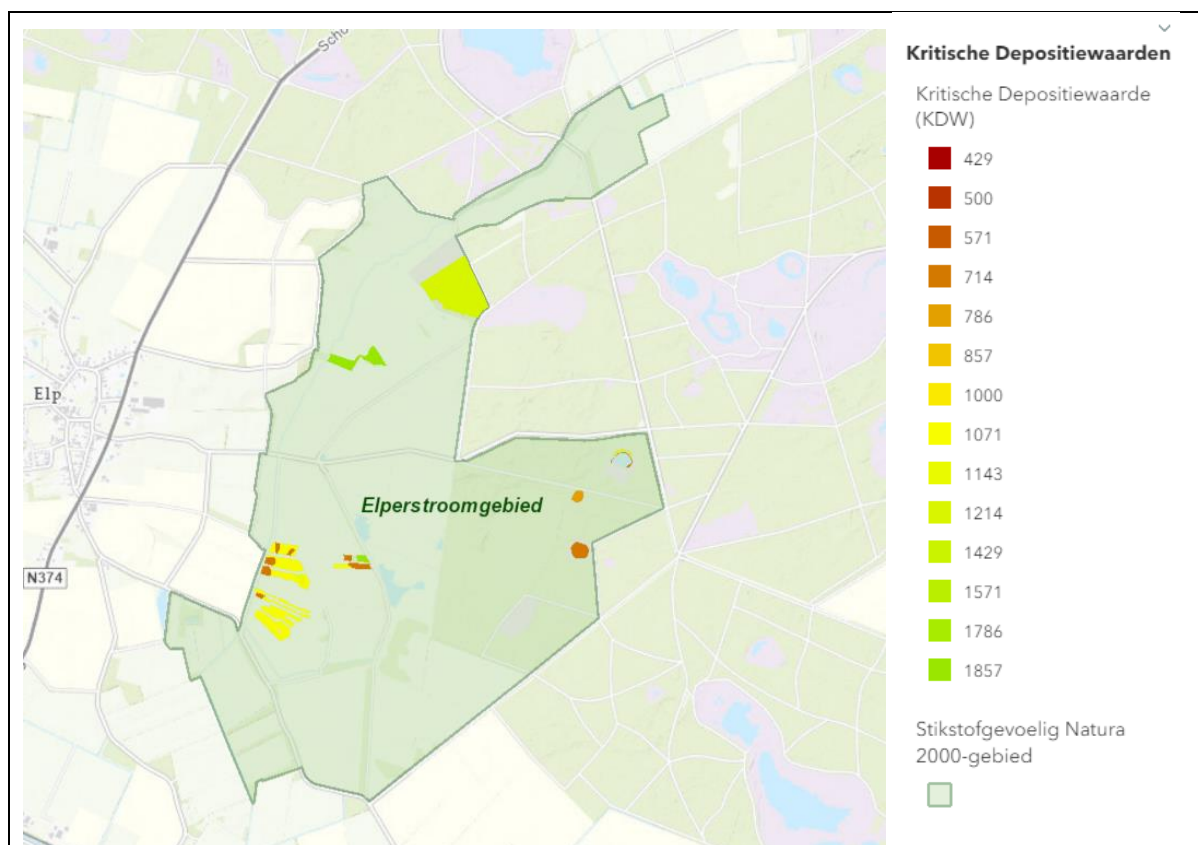 Scho
Elp
Elperstroomgebied
N374
Kritische Depositiewaarden
Kritische Depositiewaarde
(KDW)
429
500
571
714
786
857
1000
1071
1143
1214
1429
1571
1786
1857
Stikstofgevoelig Natura
2000-gebied